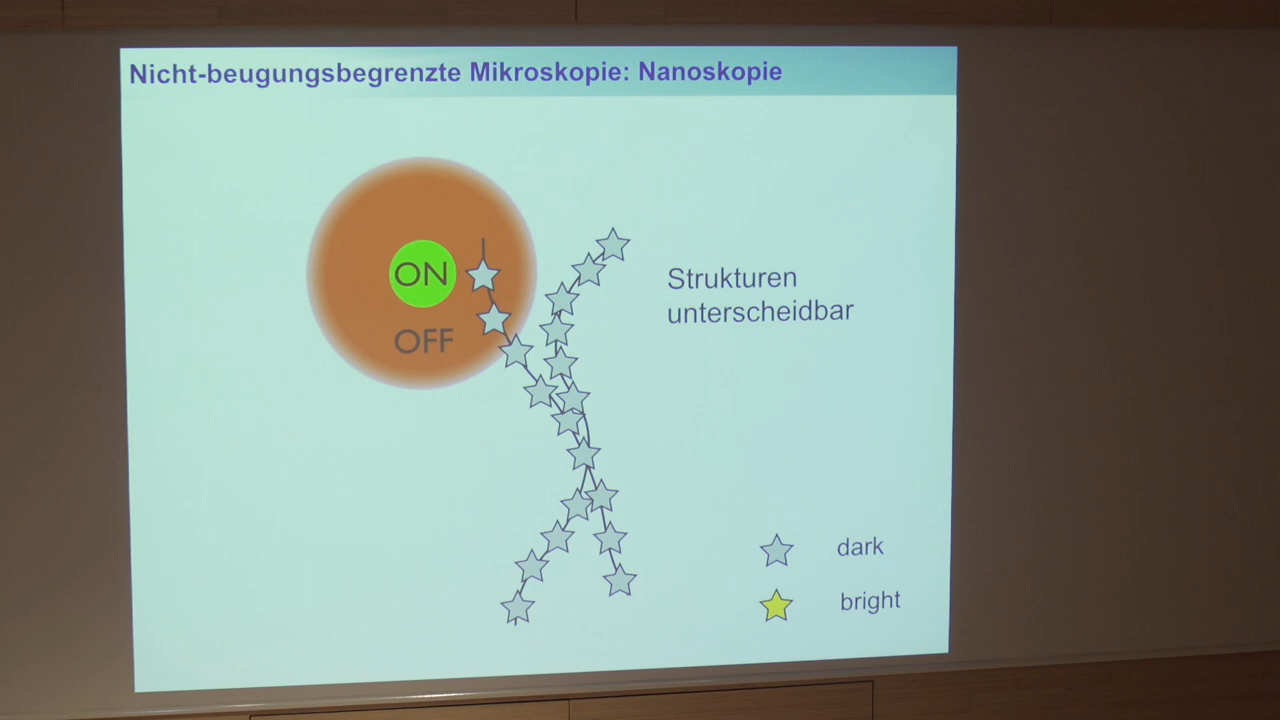 Nicht-beugungsbegrenzte Mikroskopie: Nanoskopie
ON
OFF
Strukturen
unterscheidbar
dark
bright